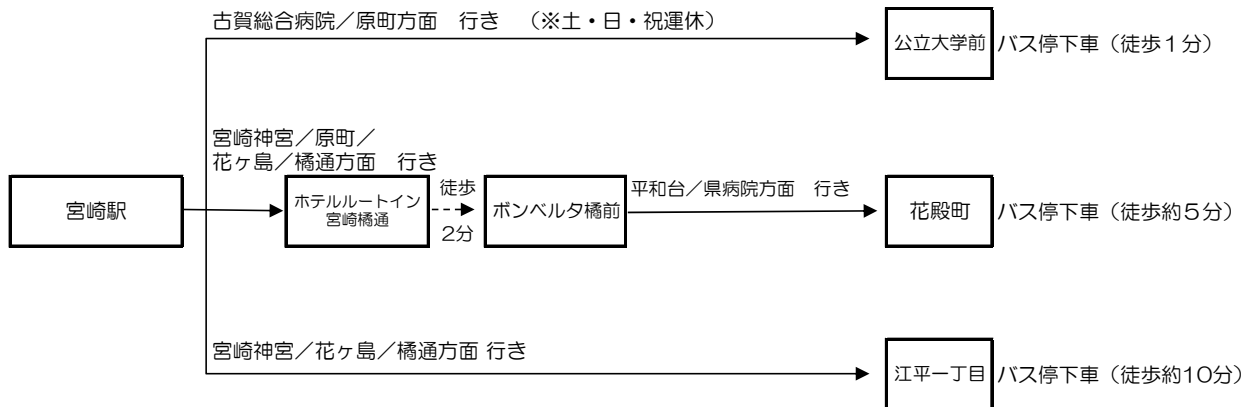 古賀総合病院／原町方面　行き　（※土・日・祝運休）
公立大学前
バス停下車（徒歩１分）
宮崎神宮／原町／
花ヶ島／橘通方面　行き
宮崎駅
ホテルルートイン
宮崎橘通
徒歩
2分
ボンベルタ橘前
平和台／県病院方面　行き
花殿町
バス停下車（徒歩約５分）
宮崎神宮／花ヶ島／橘通方面 行き
江平一丁目
バス停下車（徒歩約10分）